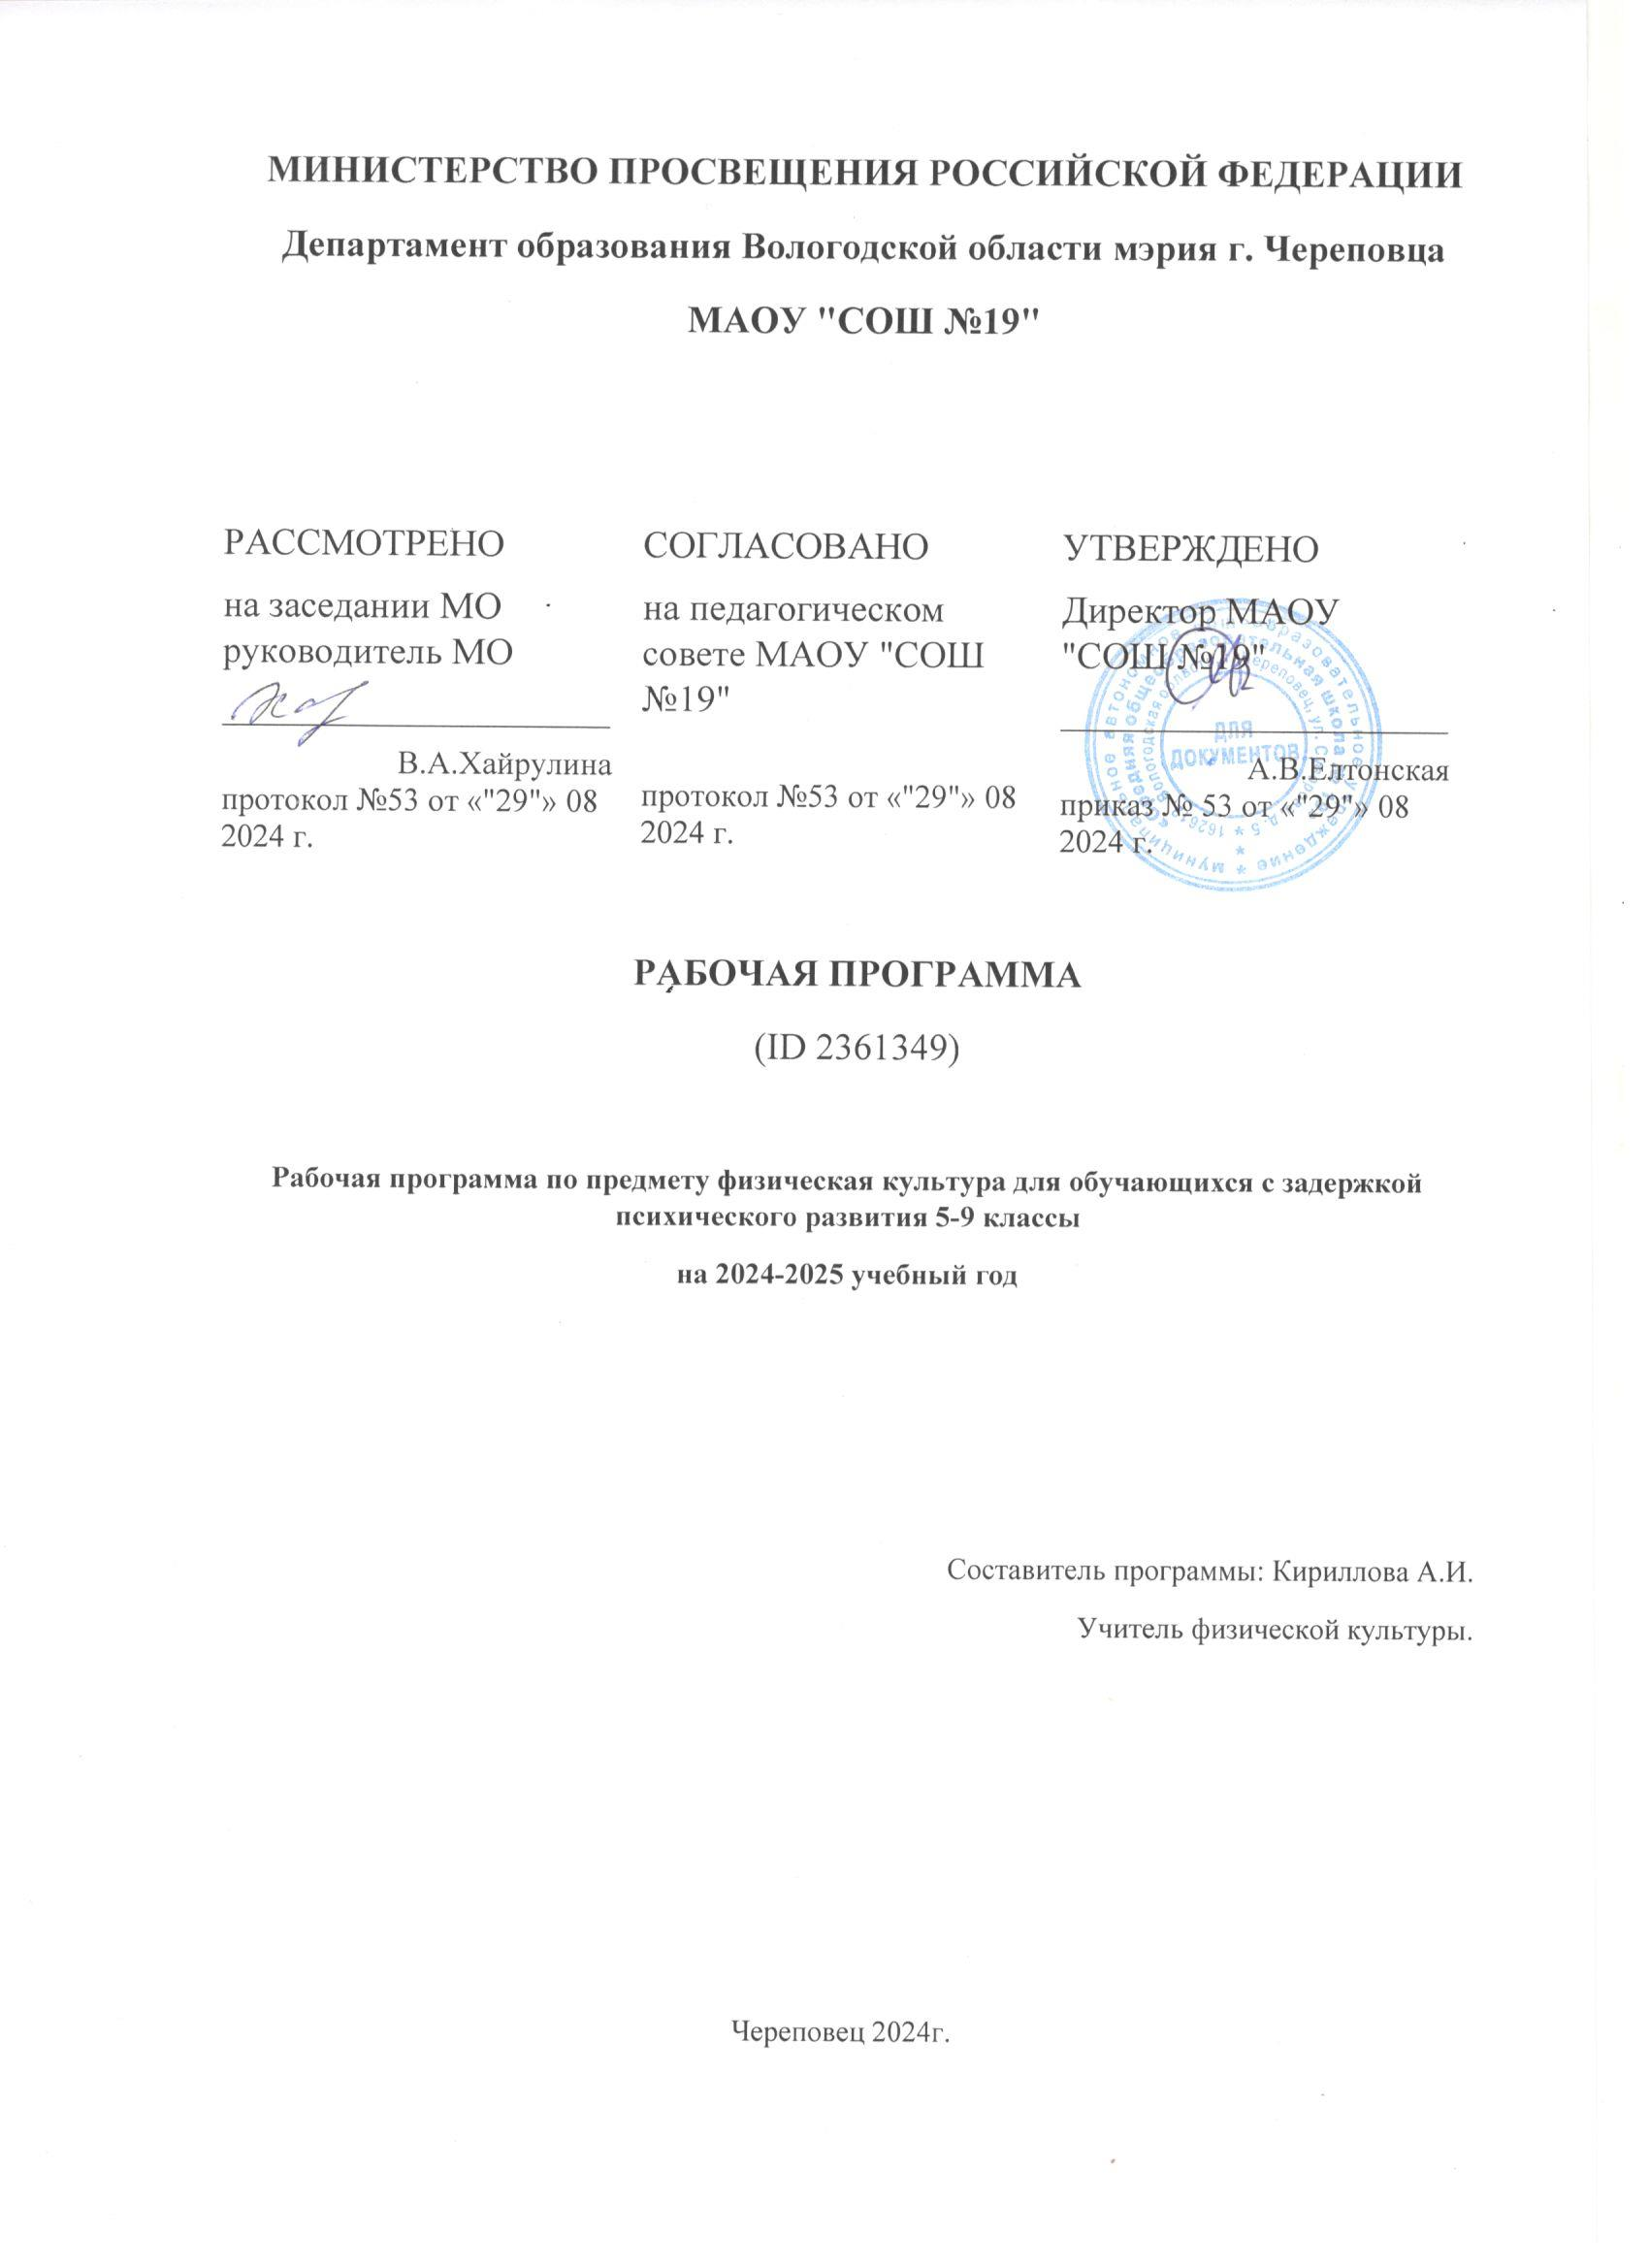 МИНИСТЕРСТВО ПРОСВЕЩЕНИЯ РОССИЙСКОЙ ФЕДЕРАЦИИ
Департамент образования Вологодской области мэрия г. Череповца
МАОУ "СОШ №19"
РАССМОТРЕНО
на заседании МО
руководитель МО
В.А.Хайрулина
протокол №53 от «"29"» 08
2024 г.
СОГЛАСОВАНО
на педагогическом
совете МАОУ "СОШ
№19"
протокол №53 от «"29"» 08
2024 г.
УТВЕРЖДЕНО
Директор МАОУ
"СОШ №19"
А.В.Елтонская
приказ № 53 от «"29"» 08
2024 г.
ДЛЯ
ДОКУМЕНТОВ
РАБОЧАЯ ПРОГРАММА
(ID 2361349)
Рабочая программа по предмету физическая культура для обучающихся с задержкой
психического развития 5-9 классы
на 2024-2025 учебный год
Составитель программы: Кириллова А.И.
Учитель физической культуры.
Череповец 2024г.